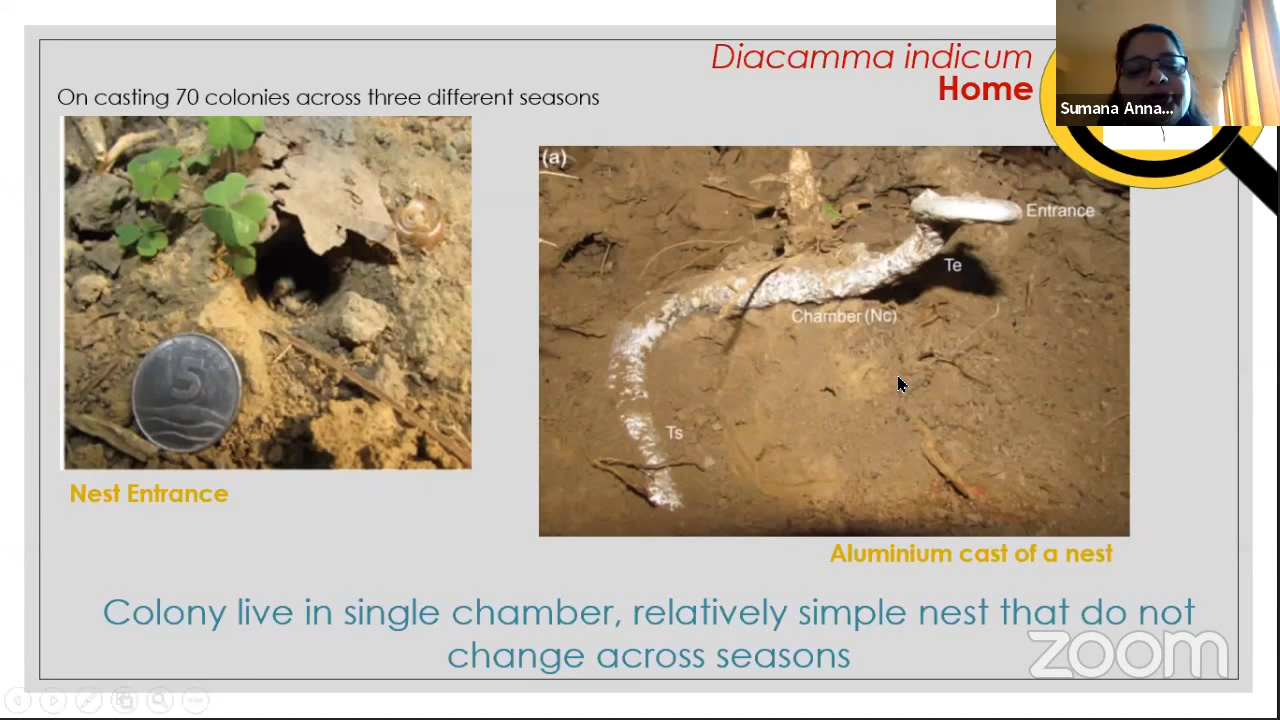 Diacamma indicum
Home
On casting 70 colonies across three different seasons
Sumana Anna...
(a)
Entrance
Te
Chamber (Nc)
5
Ts
Nest Entrance
Aluminium cast of a nest
Colony live in single chamber, relatively simple nest that do not
change across seasons
zoom